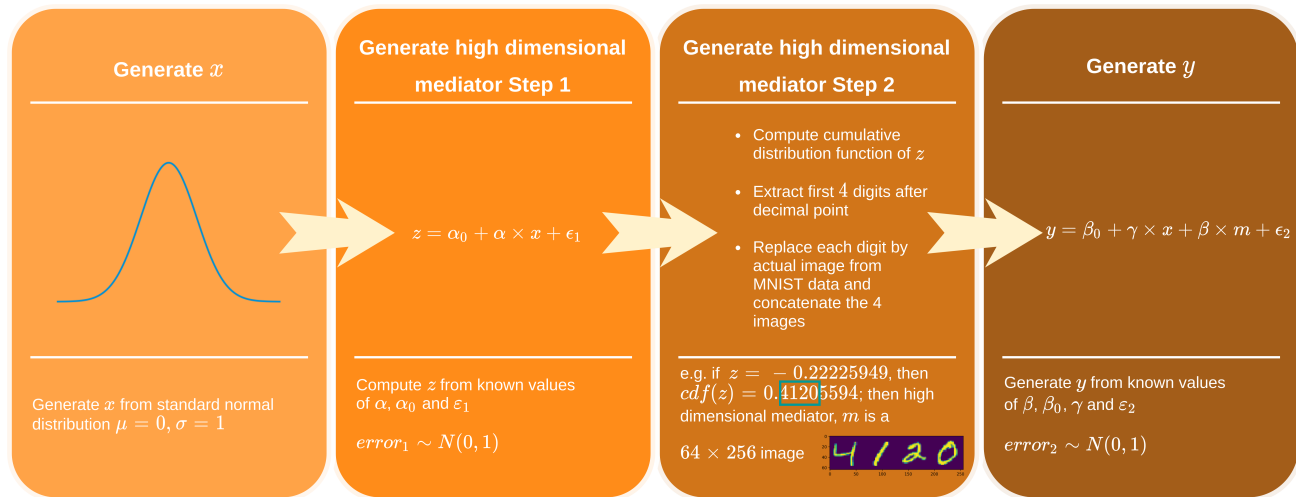 Generate x
Generate x from standard normal
distribution μ = 0, σ = 1
Generate high dimensional
mediator Step 1
z = α₀ + α × x + ϵ₁
Compute z from known values
of α, α₀ and ε₁
error₁ ∼ N(0, 1)
Generate high dimensional
mediator Step 2
• Compute cumulative
distribution function of z
• Extract first 4 digits after
decimal point
• Replace each digit by
actual image from
MNIST data and
concatenate the 4
images
e.g. if z = − 0.22225949, then
cdf(z) = 0.41205594; then high
dimensional mediator, m is a
64 × 256 image
4 1 2 0
Generate y
y = β₀ + γ × x + β × m + ϵ₂
Generate y from known values
of β, β₀, γ and ε₂
error₂ ∼ N(0, 1)